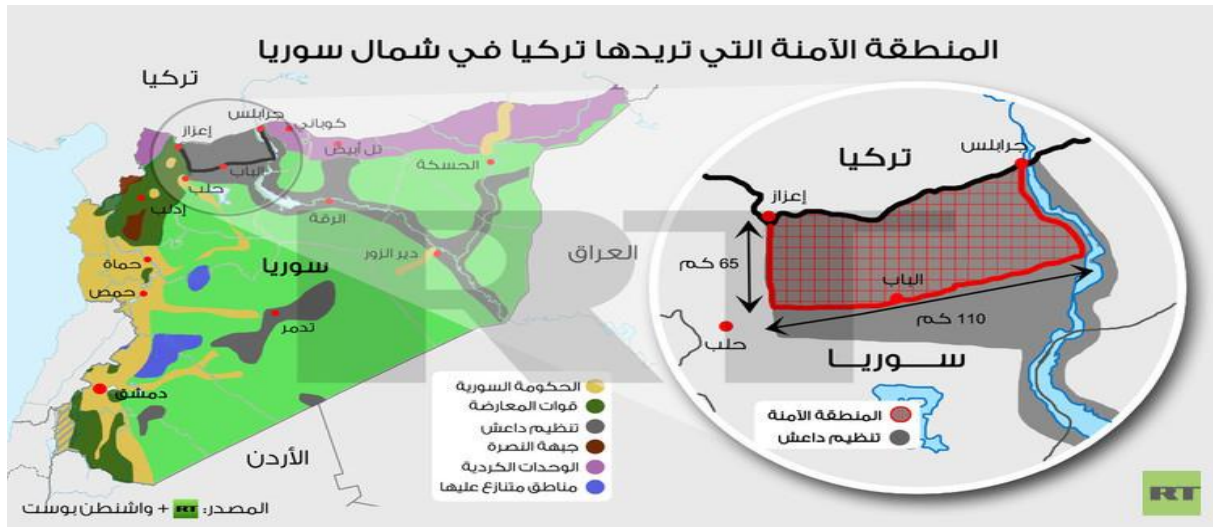 المنطقة الآمنة التي تريدها تركيا في شمال سوريا
تركيا
إعزاز
جرابلس
كوباني
تل أبيض
الحسكة
الباب
حلب
إدلب
الرقة
دير الزور
العراق
سوريا
حماة
حمص
تدمر
دمشق
الأردن
الحكومة السورية
قوات المعارضة
تنظيم داعش
جبهة النصرة
الوحدات الكردية
مناطق متنازع عليها
المصدر: RT + واشنطن بوست
RT
تركيا
جرابلس
إعزاز
65 كم
الباب
110 كم
حلب
سوريا
المنطقة الآمنة
تنظيم داعش
RT